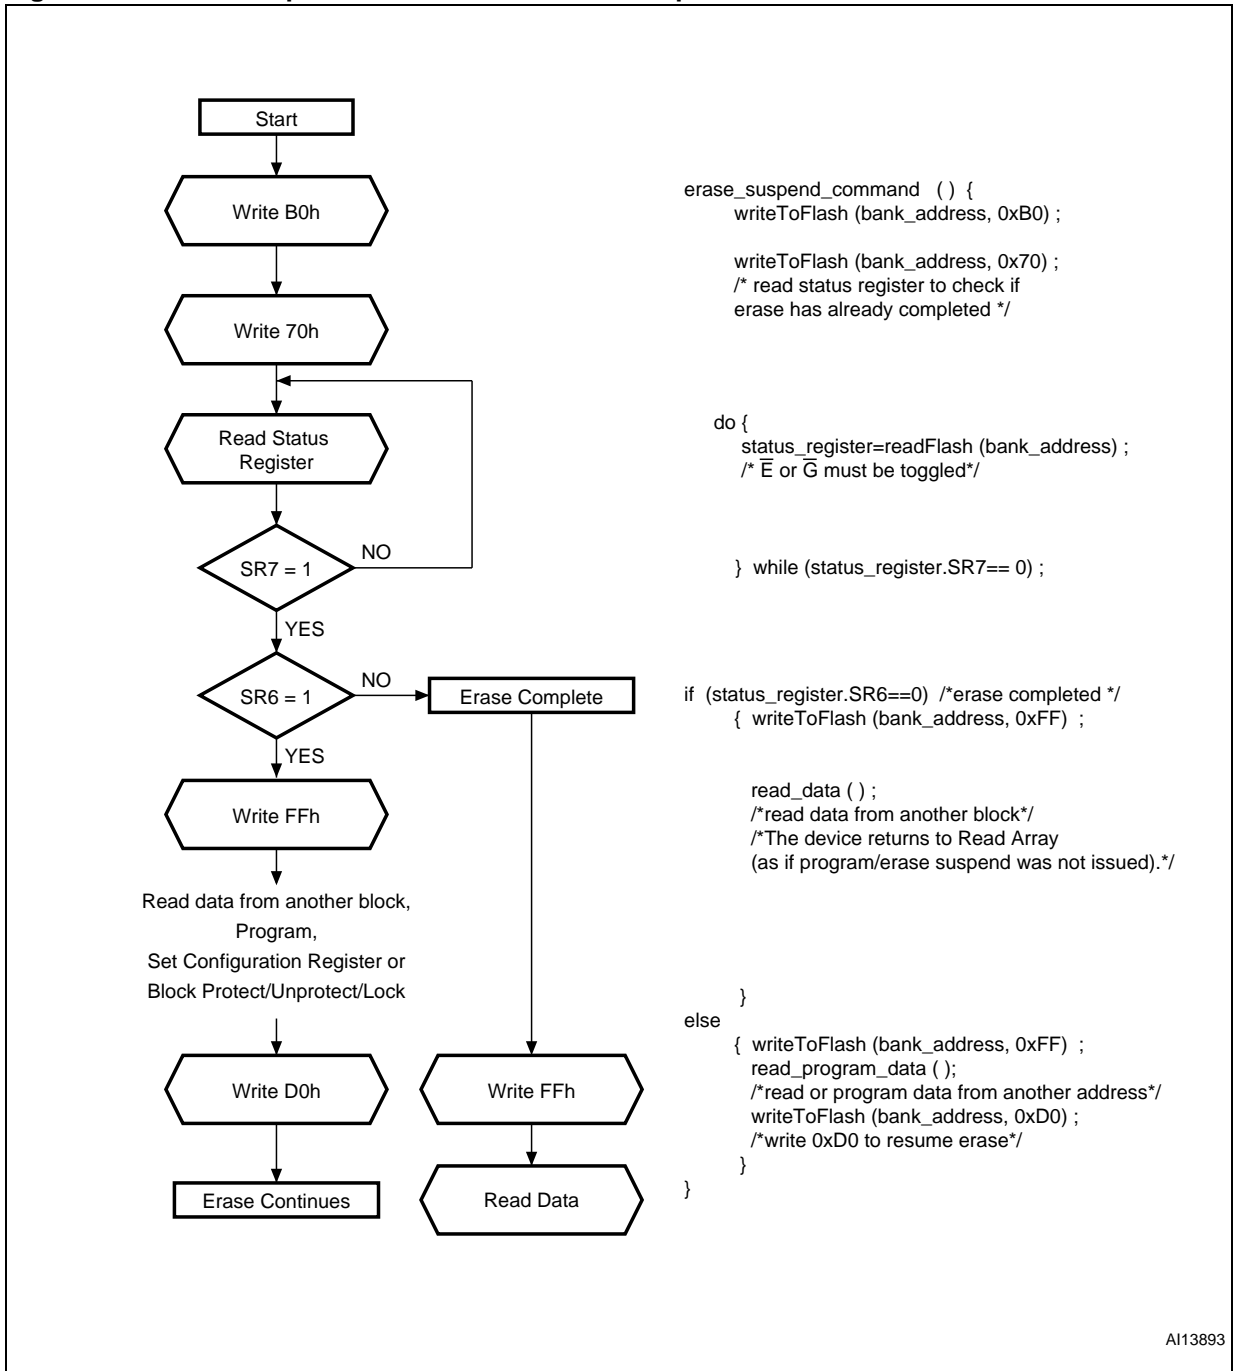 Start
Write B0h
Write 70h
Read Status
Register
SR7 = 1
NO
YES
SR6 = 1
NO
Erase Complete
YES
Write FFh
Read data from another block,
Program,
Set Configuration Register or
Block Protect/Unprotect/Lock
Write D0h
Write FFh
Erase Continues
Read Data
erase_suspend_command ( ) {
writeToFlash (bank_address, 0xB0) ;
writeToFlash (bank_address, 0x70) ;
/* read status register to check if
erase has already completed */
do {
status_register=readFlash (bank_address) ;
/* E̅ or G̅ must be toggled*/
} while (status_register.SR7== 0) ;
if (status_register.SR6==0) /*erase completed */
{ writeToFlash (bank_address, 0xFF) ;
read_data ( ) ;
/*read data from another block*/
/*The device returns to Read Array
(as if program/erase suspend was not issued).*/
}
else
{ writeToFlash (bank_address, 0xFF) ;
read_program_data ( );
/*read or program data from another address*/
writeToFlash (bank_address, 0xD0) ;
/*write 0xD0 to resume erase*/
}
}
AI13893